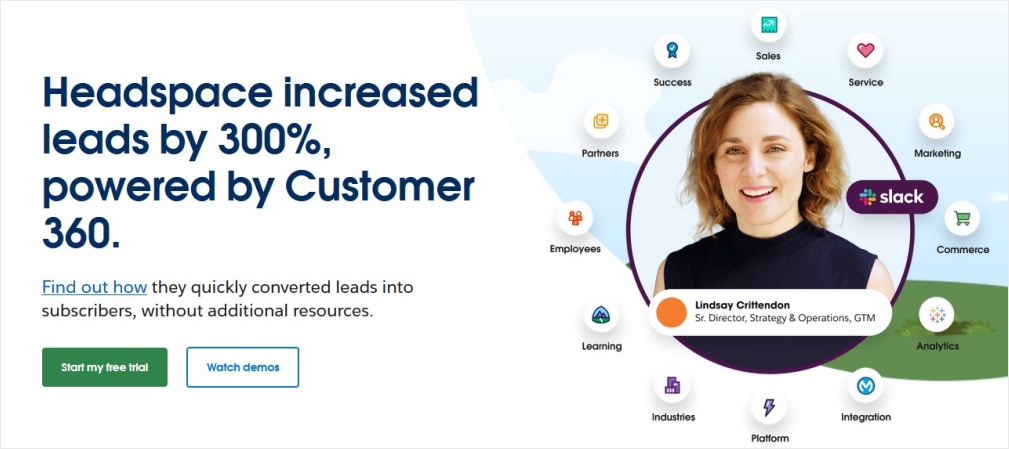 Headspace increased
leads by 300%,
powered by Customer
360.
Find out how they quickly converted leads into
subscribers, without additional resources.
Start my free trial
Watch demos
Sales
Success
Service
Partners
Marketing
slack
Employees
Commerce
Lindsay Crittendon
Sr. Director, Strategy & Operations, GTM
Learning
Analytics
Industries
Integration
Platform